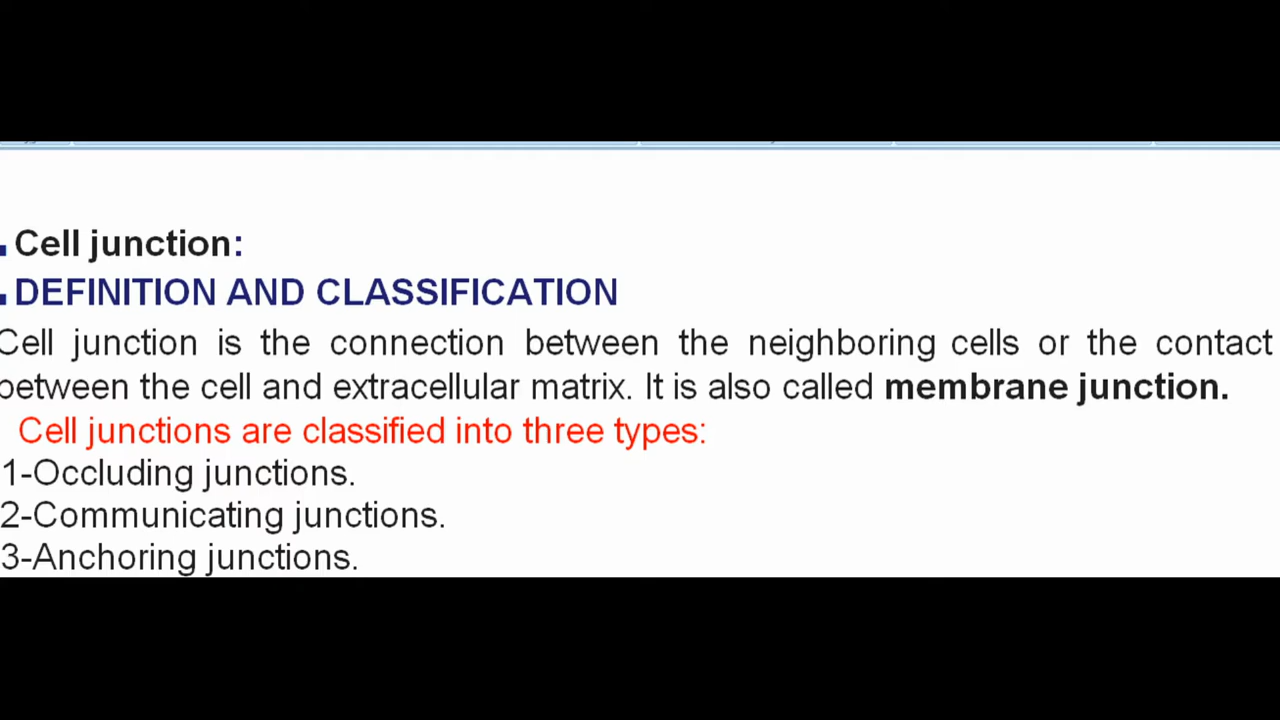 Cell junction:
DEFINITION AND CLASSIFICATION
Cell junction is the connection between the neighboring cells or the contact
between the cell and extracellular matrix. It is also called membrane junction.
Cell junctions are classified into three types:
1-Occluding junctions.
2-Communicating junctions.
3-Anchoring junctions.